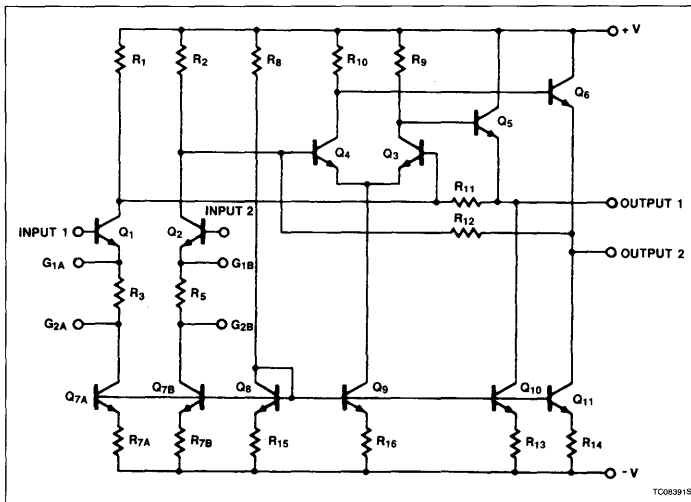 +V
R1 R2 R8 R10 R9
Q6
Q5
Q4 Q3
R11
OUTPUT 1
INPUT 2
R12
INPUT 1 Q1 Q2
OUTPUT 2
G1A G1B
R3 R5
G2A G2B
Q7A Q7B Q8 Q9 Q10 Q11
R7A R7B R15 R16 R13 R14
-V
TC08391S